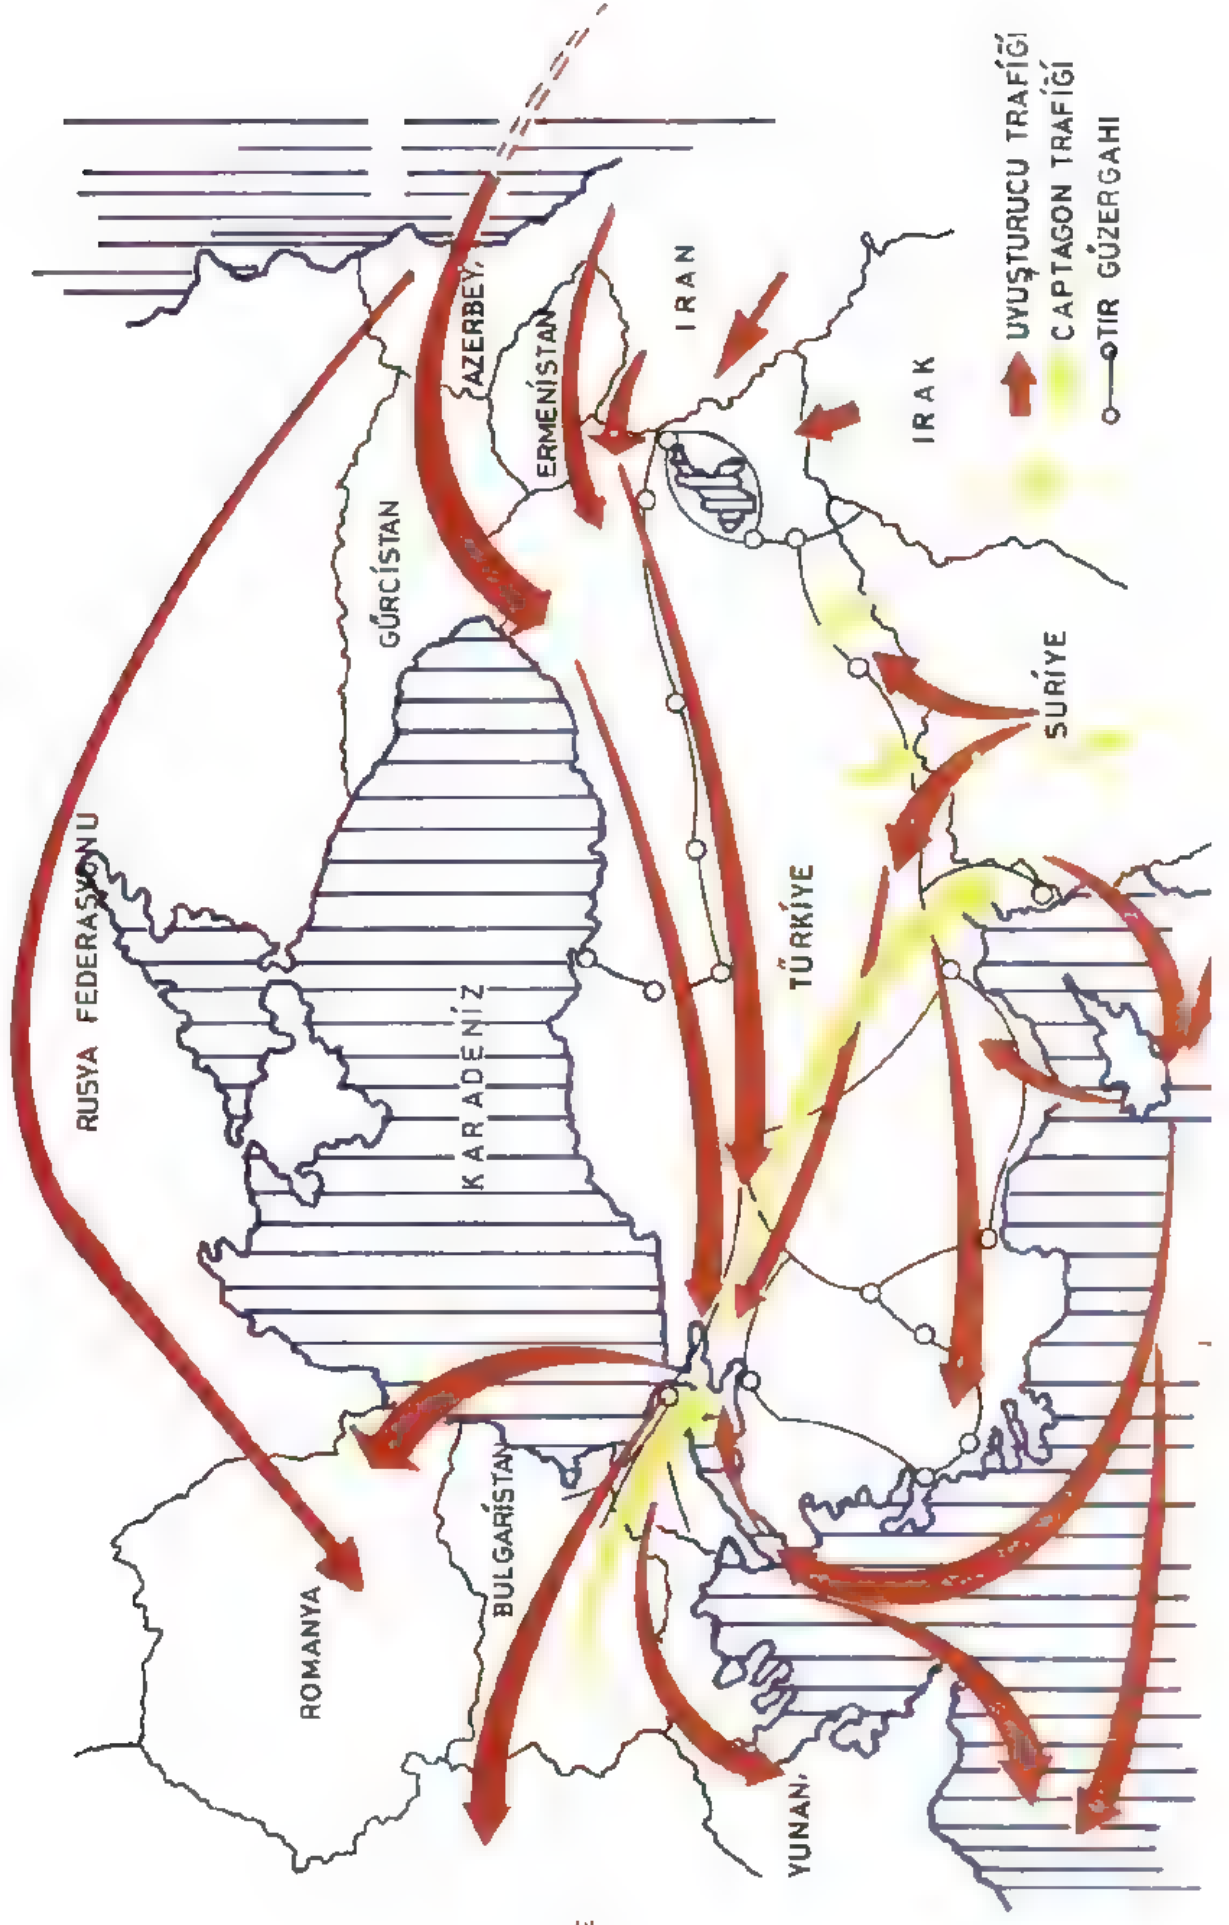 RUSYA FEDERASYONU
ROMANYA
BULGARİSTAN
KARADENİZ
GÜRCİSTAN
AZERBEY.
ERMENİSTAN
IRAN
YUNAN.
TÜRKİYE
SURİYE
IRAK
UYUŞTURUCU TRAFİĞİ
CAPTAGON TRAFİĞİ
TIR GÜZERGAHI